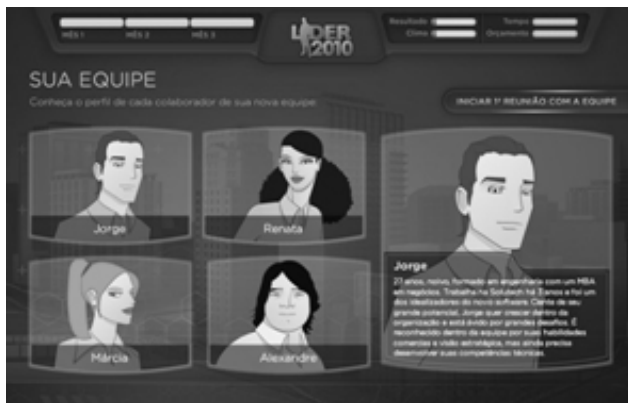 MÊS 1 MÊS 2 MÊS 3
LÍDER
2010
Resultado Tempo
Clima Orçamento
SUA EQUIPE
Conheça o perfil de cada colaborador de sua nova equipe:
INICIAR 1ª REUNIÃO COM A EQUIPE
Jorge
Renata
Márcia
Alexandre
Jorge
27 anos, noivo, formado em engenharia com um MBA
em negócios. Trabalha na Solutech há anos e foi um
dos idealizadores do novo software. Ciente de seu
grande potencial, Jorge quer crescer dentro da
organização e está ávido por grandes desafios. É
reconhecido dentro da equipe por suas habilidades
comerciais e visão estratégica, mas ainda precisa
desenvolver suas competências técnicas.